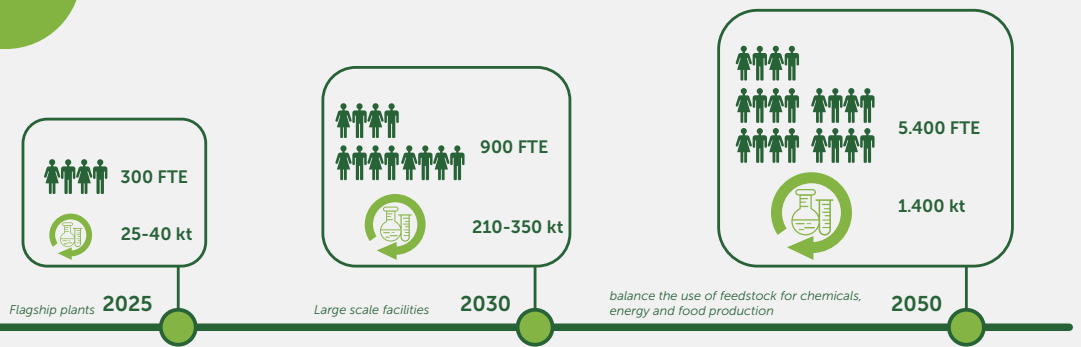 300 FTE
25-40 kt
Flagship plants 2025
900 FTE
210-350 kt
Large scale facilities 2030
5.400 FTE
1.400 kt
balance the use of feedstock for chemicals,
energy and food production
2050